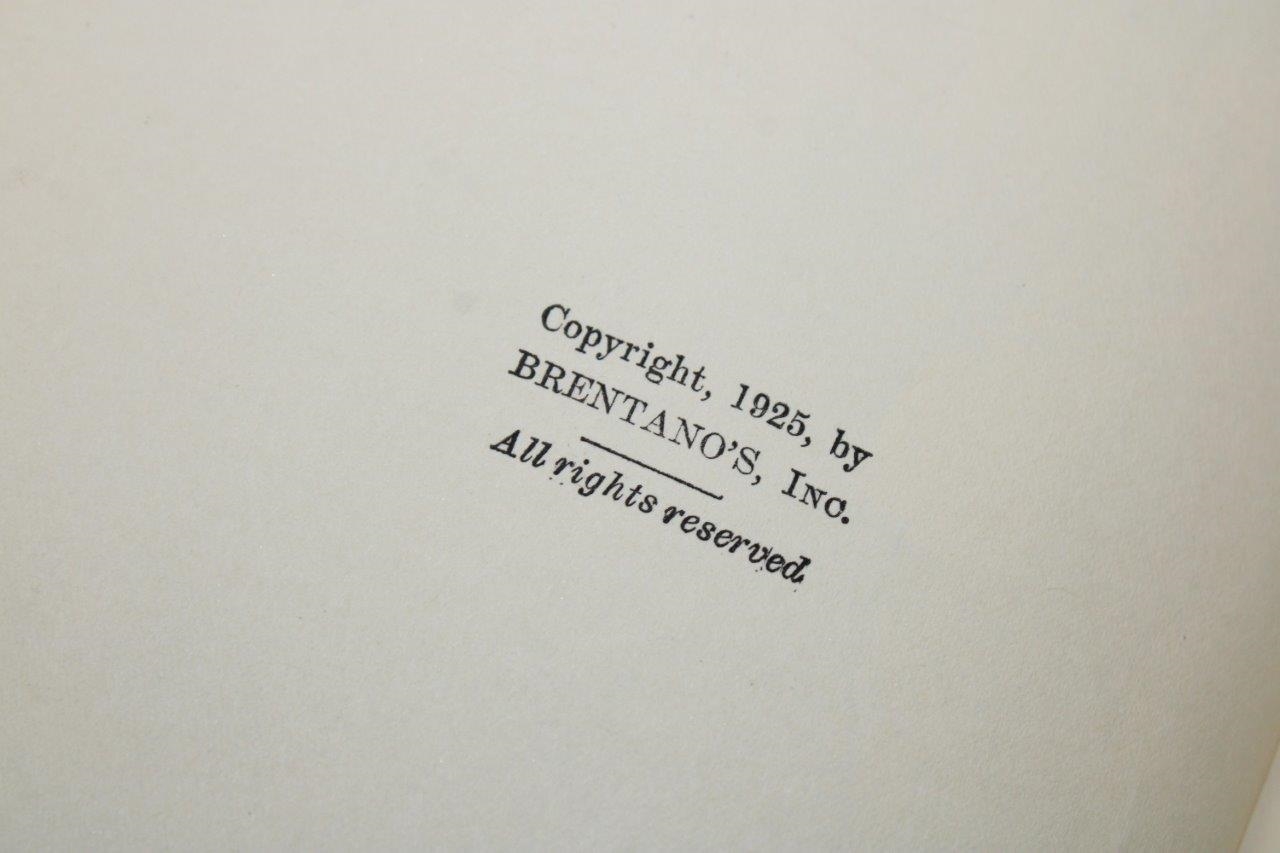 Copyright, 1925, by
BRENTANO'S, INC.
All rights reserved